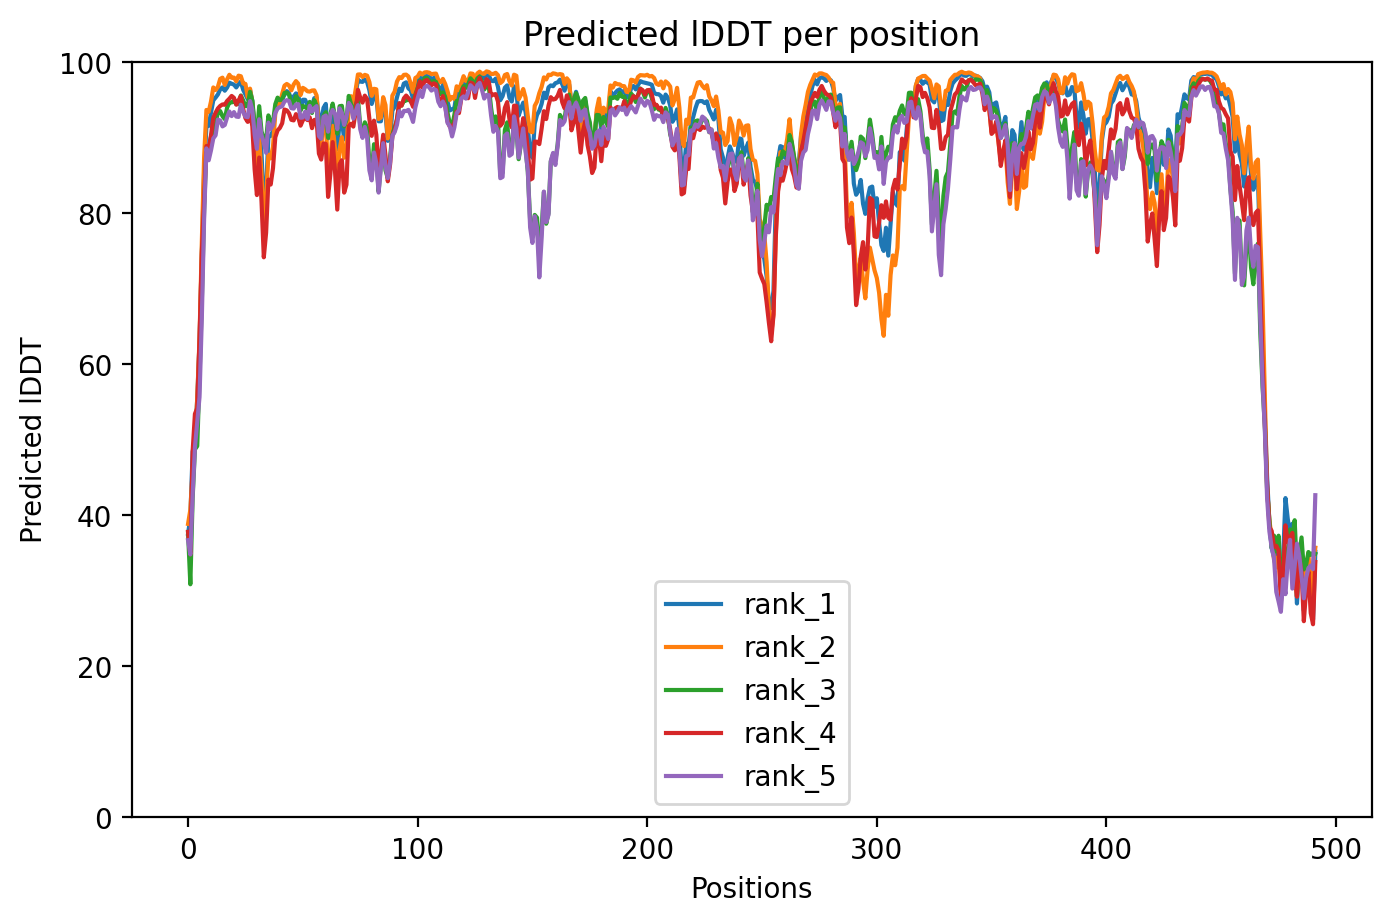 Predicted lDDT per position
100
80
60
40
20
0
Predicted lDDT
rank_1
rank_2
rank_3
rank_4
rank_5
0 100 200 300 400 500
Positions